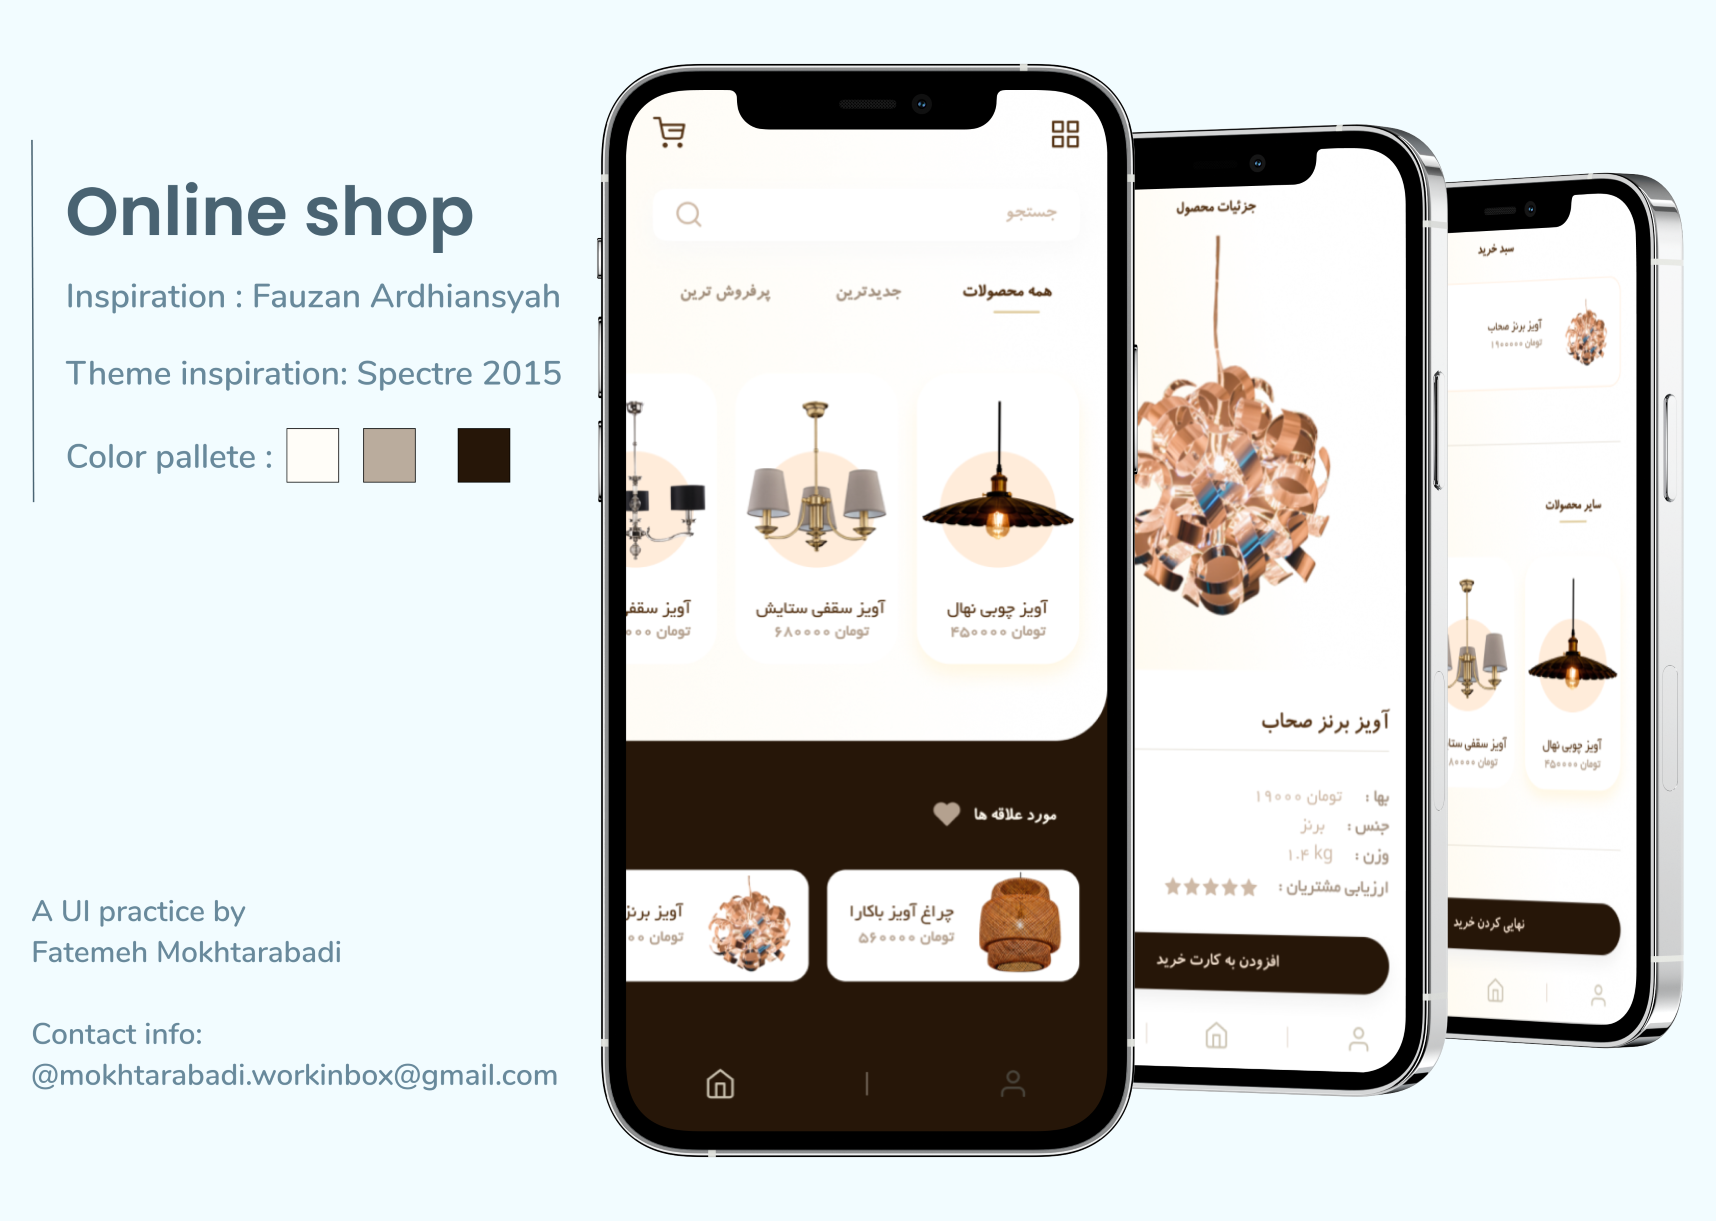 Online shop
Inspiration : Fauzan Ardhiansyah
Theme inspiration: Spectre 2015
Color pallete :
A UI practice by
Fatemeh Mokhtarabadi
Contact info:
@mokhtarabadi.workinbox@gmail.com
جستجو
همه محصولات
جدیدترین
پرفروش ترین
آویز چوبی نهال
تومان ۴۵۰۰۰۰
آویز سقفی ستایش
تومان ۶۸۰۰۰۰
آویز سقفی
تومان
مورد علاقه ها
چراغ آویز باکارا
تومان ۵۶۰۰۰۰
آویز برنز
تومان
جزئیات محصول
آویز برنز صحاب
بها : تومان ۱۹۰۰۰
جنس : برنز
وزن : ۱.۴ kg
ارزیابی مشتریان :
افزودن به کارت خرید
سبد خرید
آویز برنز صحاب
تومان ۱۹۰۰۰۰۰
سایر محصولات
آویز چوبی نهال
تومان ۴۵۰۰۰۰
آویز سقفی ستا
تومان ۸۰۰۰۰
نهایی کردن خرید